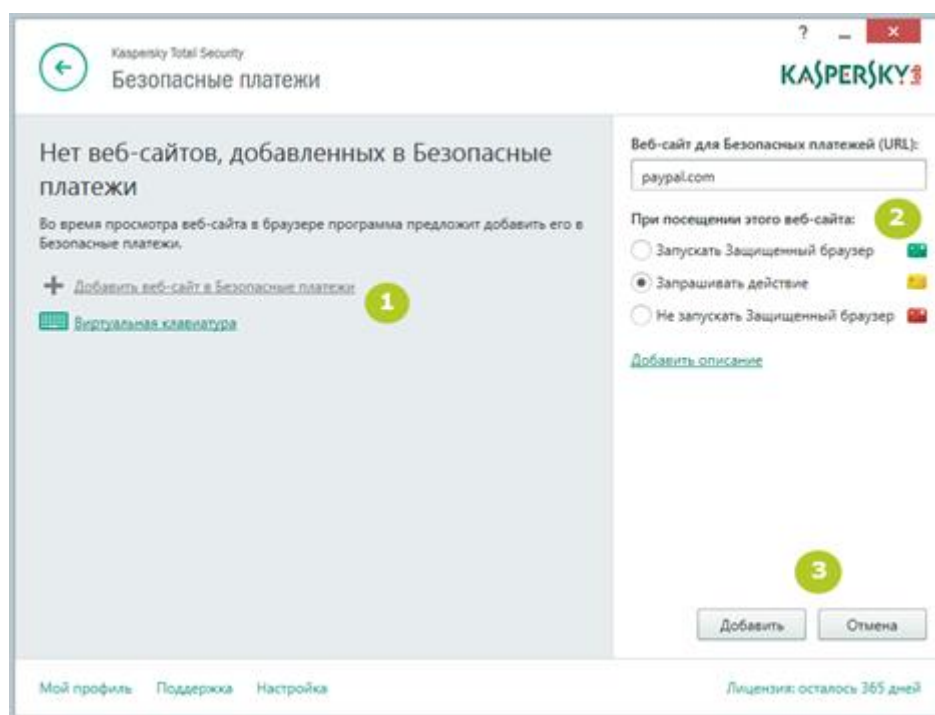 ? _ ×
Kaspersky Total Security
Безопасные платежи
KASPERSKY lab
Нет веб-сайтов, добавленных в Безопасные
платежи
Во время просмотра веб-сайта в браузере программа предложит добавить его в
Безопасные платежи.
+ Добавить веб-сайт в Безопасные платежи
1
Виртуальная клавиатура
Веб-сайт для Безопасных платежей (URL):
paypal.com
При посещении этого веб-сайта:
2
Запускать Защищенный браузер
Запрашивать действие
Не запускать Защищенный браузер
Добавить описание
3
Добавить Отмена
Мой профиль Поддержка Настройка
Лицензия: осталось 365 дней